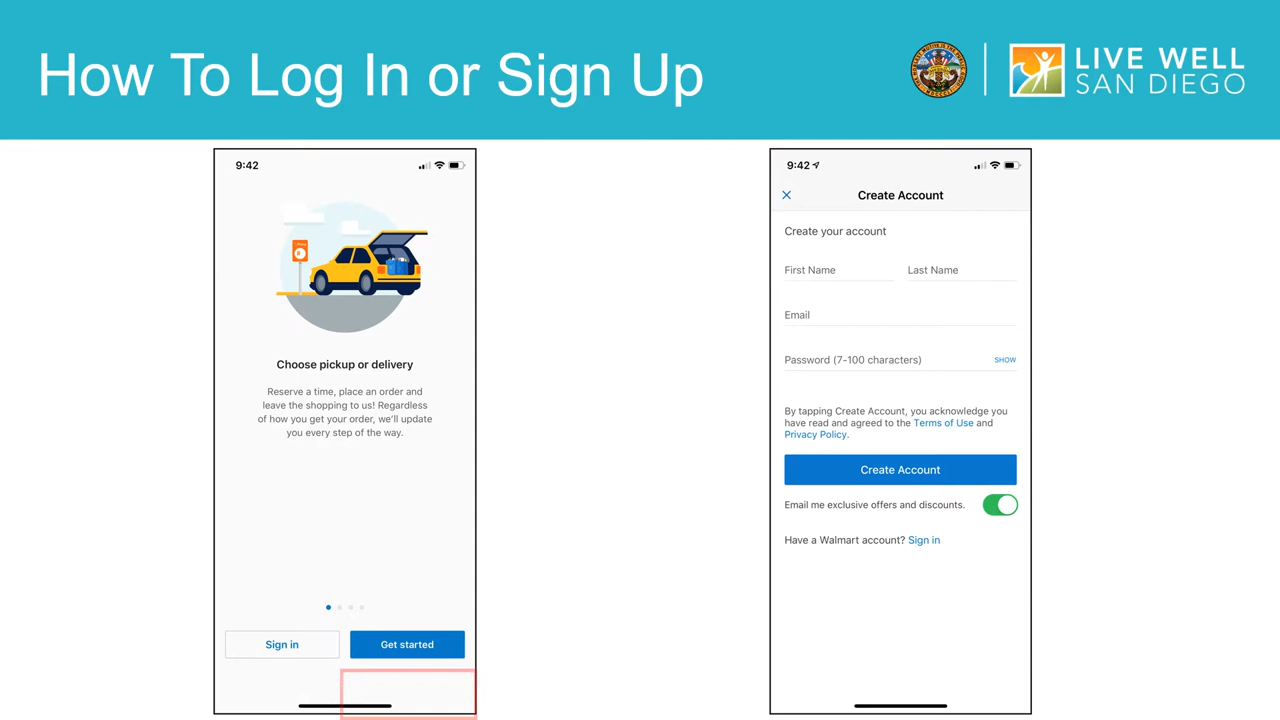 How To Log In or Sign Up
LIVE WELL
SAN DIEGO
9:42
Choose pickup or delivery
Reserve a time, place an order and
leave the shopping to us! Regardless
of how you get your order, we'll update
you every step of the way.
Sign in
Get started
9:42
Create Account
Create your account
First Name
Last Name
Email
Password (7-100 characters)
SHOW
By tapping Create Account, you acknowledge you
have read and agreed to the Terms of Use and
Privacy Policy.
Create Account
Email me exclusive offers and discounts.
Have a Walmart account? Sign in